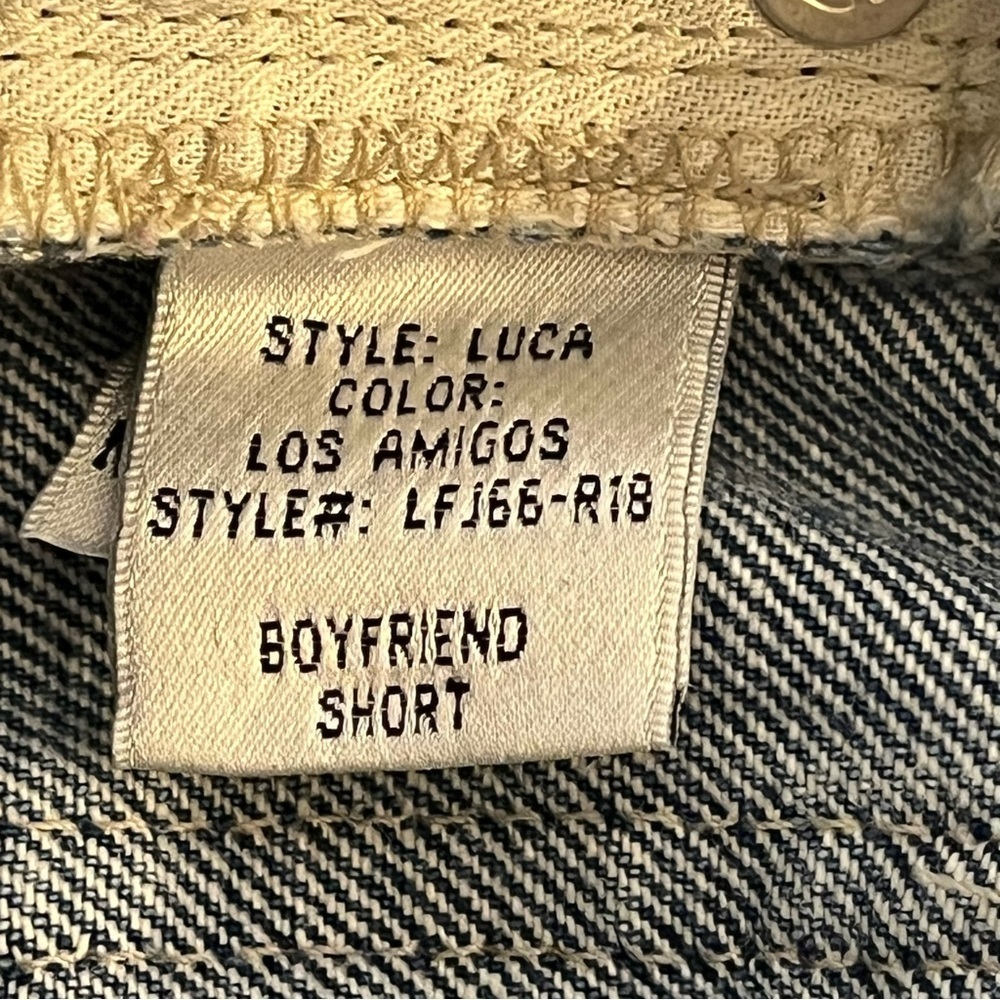 STYLE: LUCA
COLOR:
LOS AMIGOS
STYLE#: LFJ66-R18
BOYFRIEND
SHORT